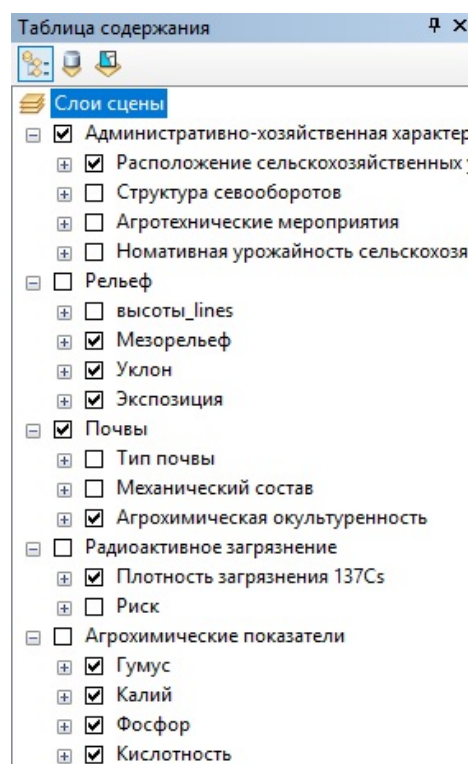 Таблица содержания
Слои сцены
Административно-хозяйственная характер
Расположение сельскохозяйственных
Структура севооборотов
Агротехнические мероприятия
Номативная урожайность сельскохозя
Рельеф
высоты_lines
Мезорельеф
Уклон
Экспозиция
Почвы
Тип почвы
Механический состав
Агрохимическая окультуренность
Радиоактивное загрязнение
Плотность загрязнения 137Cs
Риск
Агрохимические показатели
Гумус
Калий
Фосфор
Кислотность